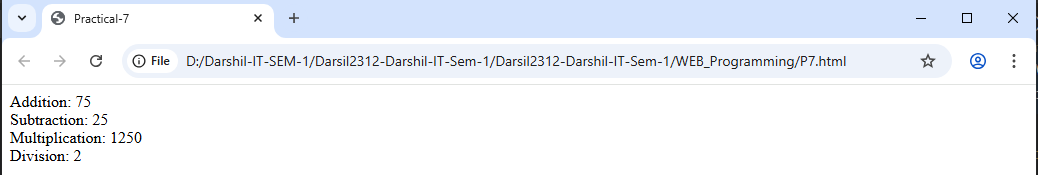 Practical-7
File
D:/Darshil-IT-SEM-1/Darsil2312-Darshil-IT-Sem-1/Darsil2312-Darshil-IT-Sem-1/WEB_Programming/P7.html
Addition: 75
Subtraction: 25
Multiplication: 1250
Division: 2